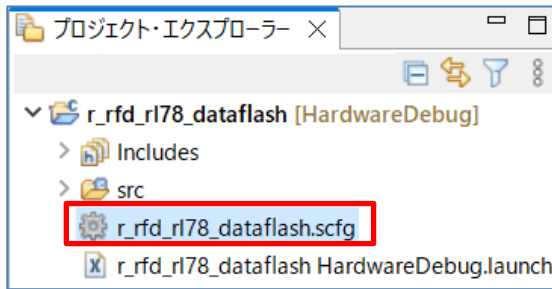 プロジェクト・エクスプローラー
r_rfd_rl78_dataflash [HardwareDebug]
Includes
src
r_rfd_rl78_dataflash.scfg
r_rfd_rl78_dataflash HardwareDebug.launch